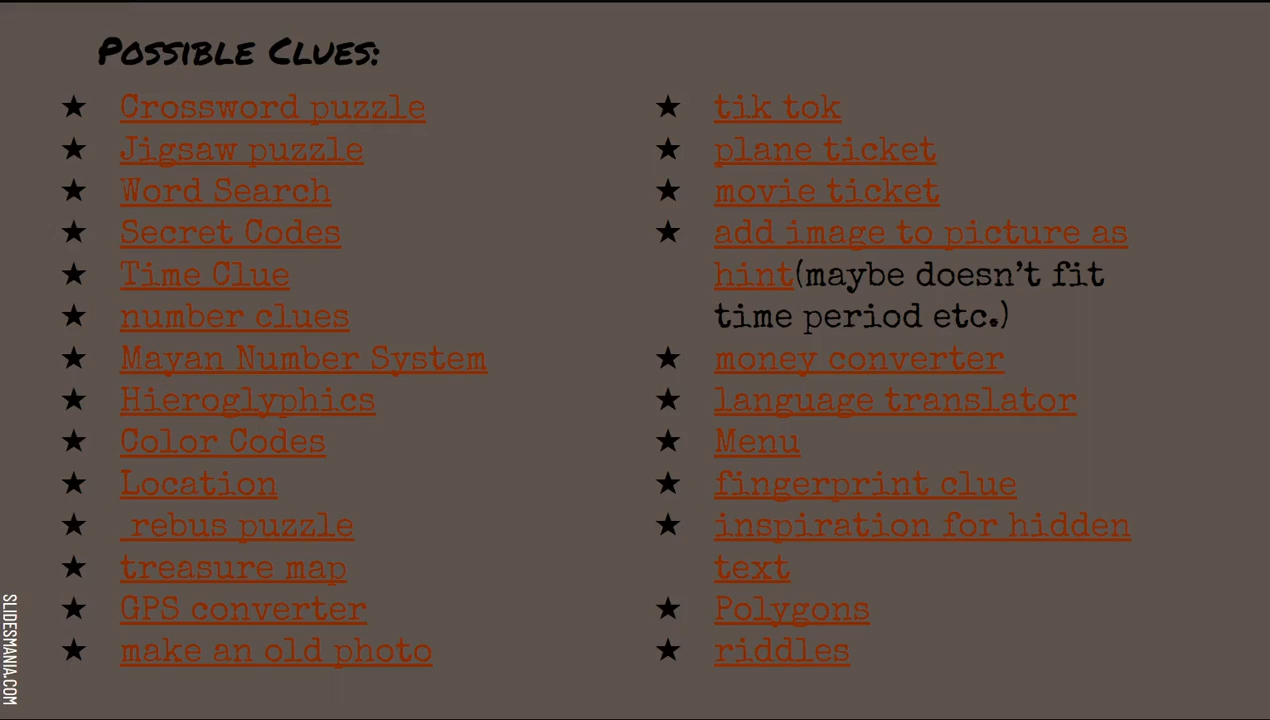 Possible Clues:
Crossword puzzle
Jigsaw puzzle
Word Search
Secret Codes
Time Clue
number clues
Mayan Number System
Hieroglyphics
Color Codes
Location
rebus puzzle
treasure map
GPS converter
make an old photo
tik tok
plane ticket
movie ticket
add image to picture as
hint(maybe doesn't fit
time period etc.)
money converter
language translator
Menu
fingerprint clue
inspiration for hidden
text
Polygons
riddles
SLIDESMANIA.COM